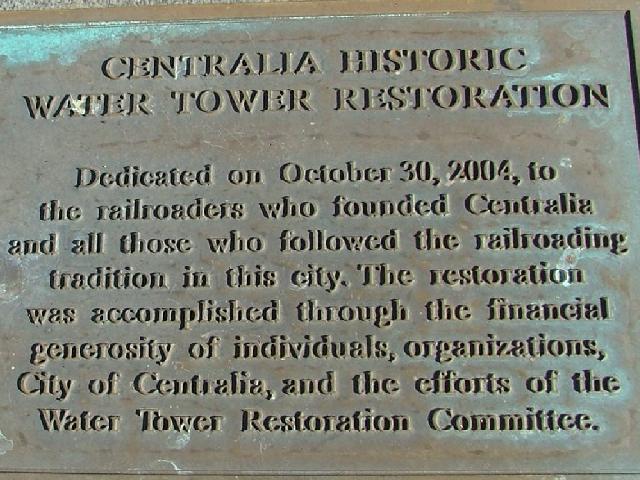 CENTRALIA HISTORIC
WATER TOWER RESTORATION
Dedicated on October 30, 2004, to
the railroaders who founded Centralia
and all those who followed the railroading
tradition in this city. The restoration
was accomplished through the financial
generosity of individuals, organizations,
City of Centralia, and the efforts of the
Water Tower Restoration Committee.